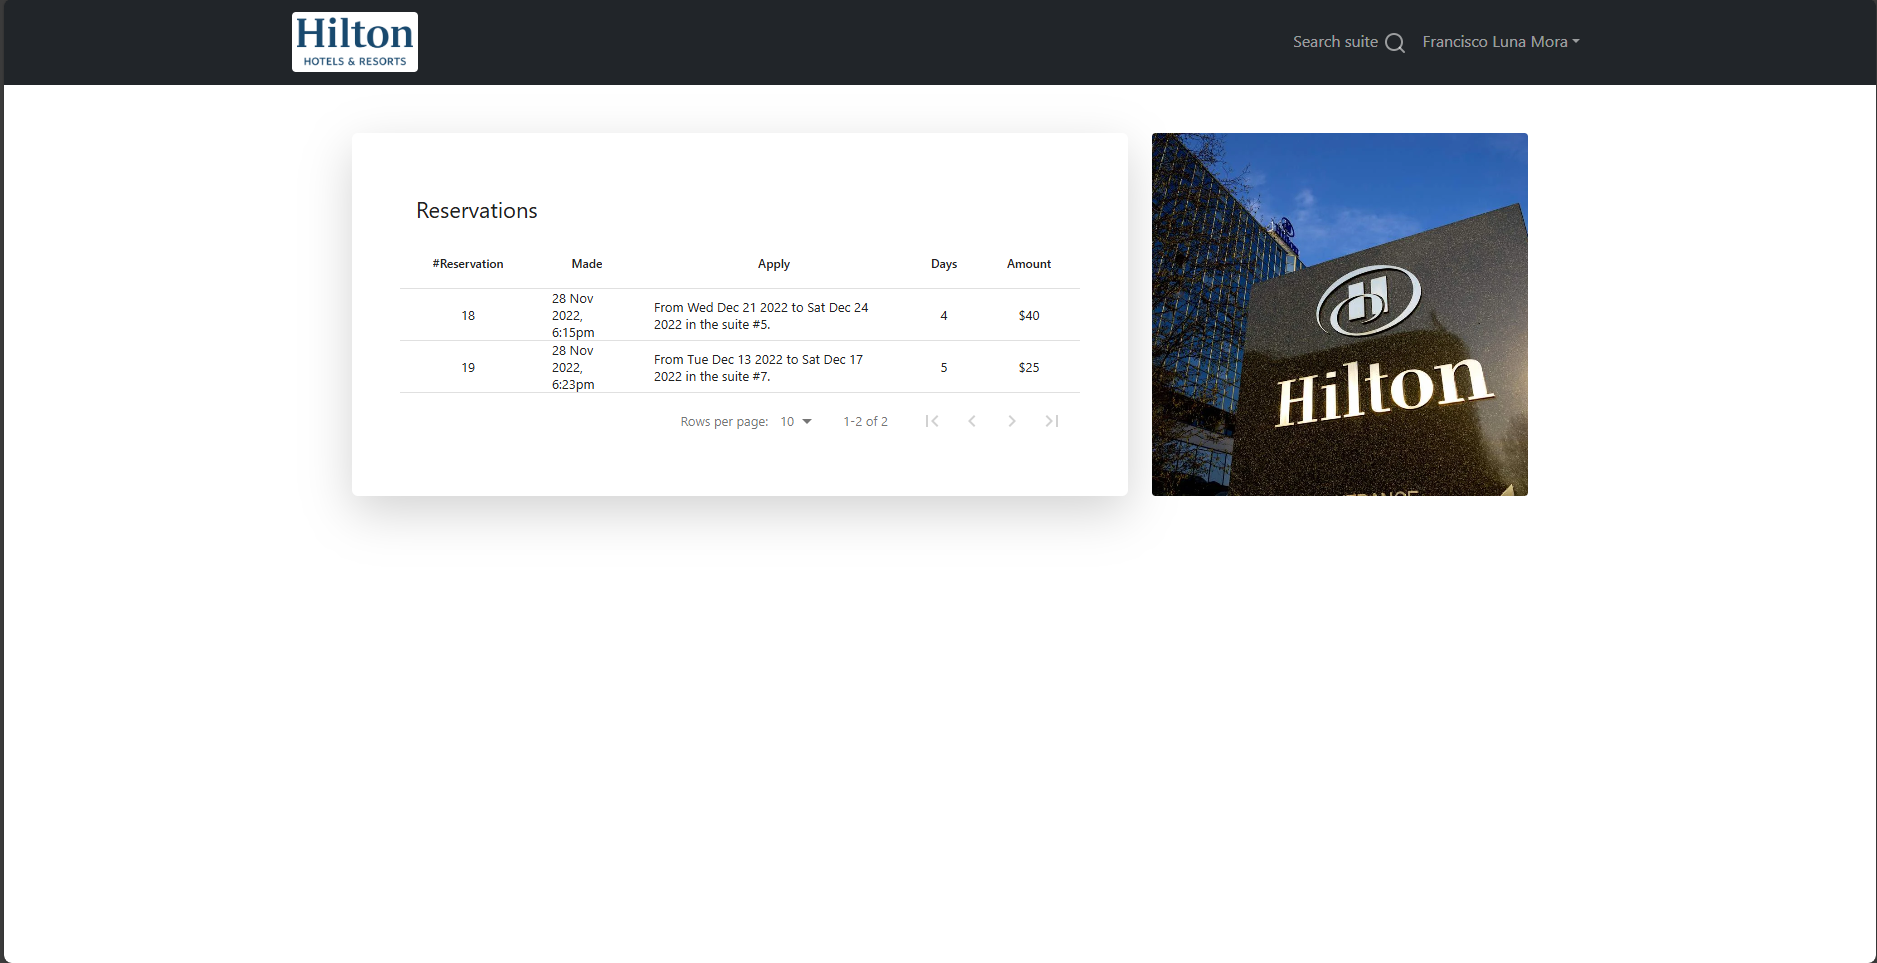 Hilton
HOTELS & RESORTS
Search suite
Francisco Luna Mora
Reservations
#Reservation Made Apply Days Amount
18
28 Nov
2022,
6:15pm
From Wed Dec 21 2022 to Sat Dec 24
2022 in the suite #5.
4
$40
19
28 Nov
2022,
6:23pm
From Tue Dec 13 2022 to Sat Dec 17
2022 in the suite #7.
5
$25
Rows per page: 10 1-2 of 2
Hilton
Hilton